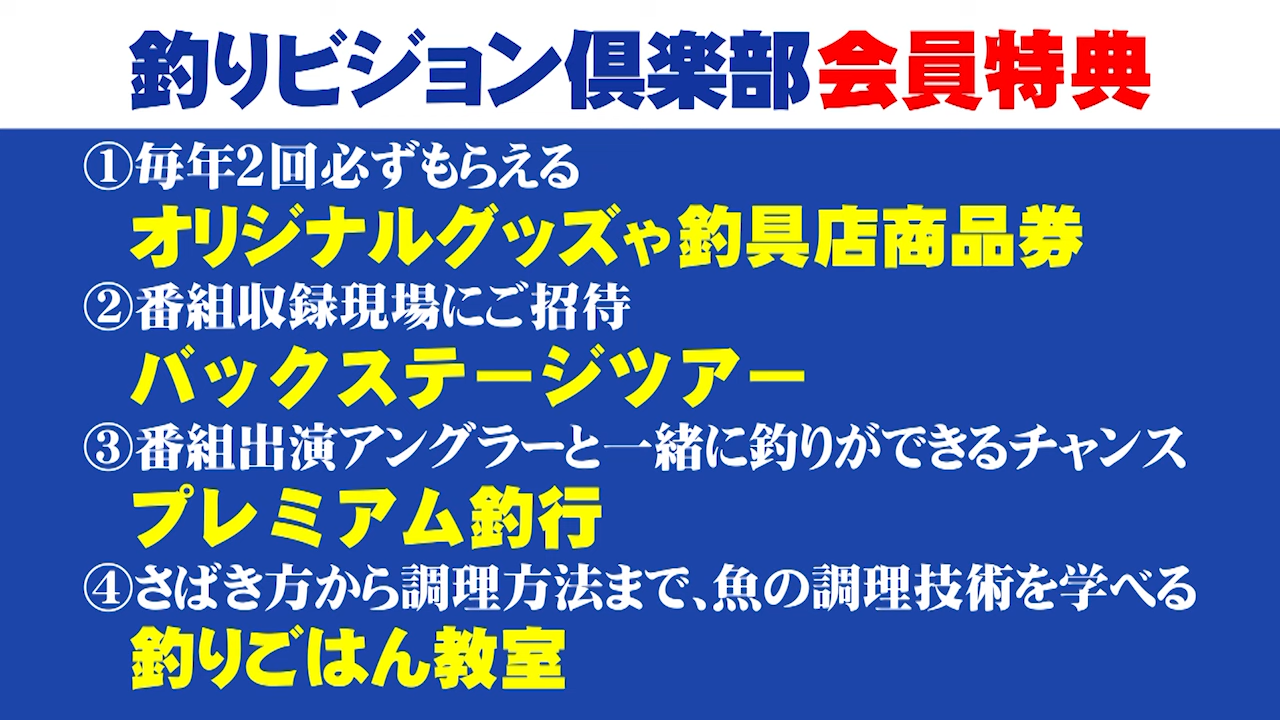 釣りビジョン倶楽部会員特典
①毎年2回必ずもらえる
オリジナルグッズや釣具店商品券
②番組収録現場にご招待
バックステージツアー
③番組出演アングラーと一緒に釣りができるチャンス
プレミアム釣行
④さばき方から調理方法まで、魚の調理技術を学べる
釣りごはん教室